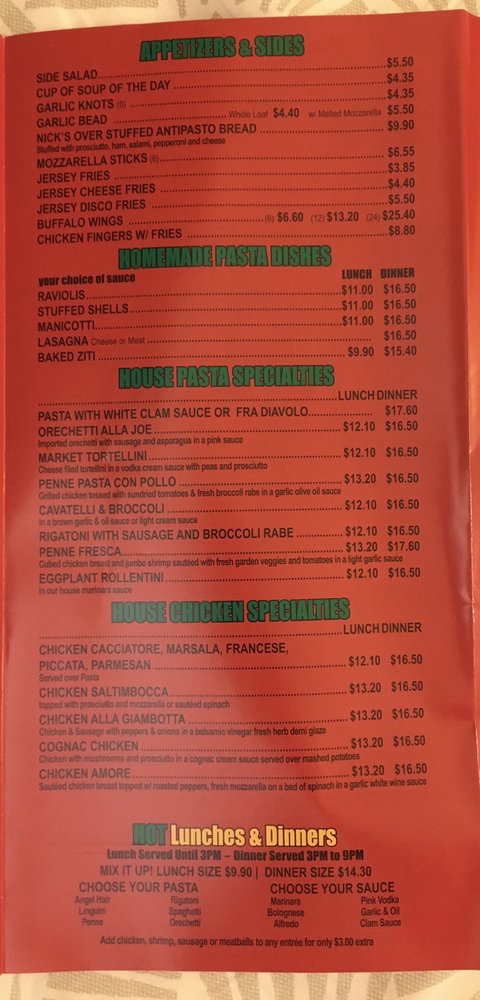 APPETIZERS & SIDES
SIDE SALAD $5.50
CUP OF SOUP OF THE DAY $4.35
GARLIC KNOTS (6) $4.35
GARLIC BEAD Whole Loaf $4.40 w/ Melted Mozzarella $5.50
NICK'S OVER STUFFED ANTIPASTO BREAD $9.90
Stuffed with prosciutto, ham, salami, pepperoni and cheese
MOZZARELLA STICKS (6) $6.55
JERSEY FRIES $3.85
JERSEY CHEESE FRIES $4.40
JERSEY DISCO FRIES $5.50
BUFFALO WINGS (6) $6.60 (12) $13.20 (24) $25.40
CHICKEN FINGERS W/ FRIES $8.80
HOMEMADE PASTA DISHES
your choice of sauce LUNCH DINNER
RAVIOLIS $11.00 $16.50
STUFFED SHELLS $11.00 $16.50
MANICOTTI $11.00 $16.50
LASAGNA Cheese or Meat $16.50
BAKED ZITI $9.90 $15.40
HOUSE PASTA SPECIALTIES
LUNCH DINNER
PASTA WITH WHITE CLAM SAUCE OR FRA DIAVOLO $17.60
ORECHETTI ALLA JOE $12.10 $16.50
Imported orechetti with sausage and asparagus in a pink sauce
MARKET TORTELLINI $12.10 $16.50
Cheese filed tortellini in a vodka cream sauce with peas and prosciutto
PENNE PASTA CON POLLO $13.20 $16.50
Grilled chicken tossed with sundried tomatoes & fresh broccoli rabe in a garlic olive oil sauce
CAVATELLI & BROCCOLI $12.10 $16.50
In a brown garlic & oil sauce or light cream sauce
RIGATONI WITH SAUSAGE AND BROCCOLI RABE $12.10 $16.50
PENNE FRESCA $13.20 $17.60
Cubed chicken breast and jumbo shrimp sautéed with fresh garden veggies and tomatoes in a light garlic sauce
EGGPLANT ROLLENTINI $12.10 $16.50
In our house marinara sauce
HOUSE CHICKEN SPECIALTIES
LUNCH DINNER
CHICKEN CACCIATORE, MARSALA, FRANCESE,
PICCATA, PARMESAN $12.10 $16.50
Served over Pasta
CHICKEN SALTIMBOCCA $13.20 $16.50
topped with prosciutto and mozzarella or sautéed spinach
CHICKEN ALLA GIAMBOTTA $13.20 $16.50
Chicken & Sausage with peppers & onions in a balsamic vinegar fresh herb demi glaze
COGNAC CHICKEN $13.20 $16.50
Chicken with mushrooms and prosciutto in a cognac cream sauce served over mashed potatoes
CHICKEN AMORE $13.20 $16.50
Sautéed chicken breast topped w/ roasted peppers, fresh mozzarella on a bed of spinach in a garlic white wine sauce
HOT Lunches & Dinners
Lunch Served Until 3PM – Dinner Served 3PM to 9PM
MIX IT UP! LUNCH SIZE $9.90 | DINNER SIZE $14.30
CHOOSE YOUR PASTA CHOOSE YOUR SAUCE
Angel Hair Rigatoni Marinara Pink Vodka
Linguini Spaghetti Bolognese Garlic & Oil
Penne Orechetti Alfredo Clam Sauce
Add chicken, shrimp, sausage or meatballs to any entrée for only $3.00 extra